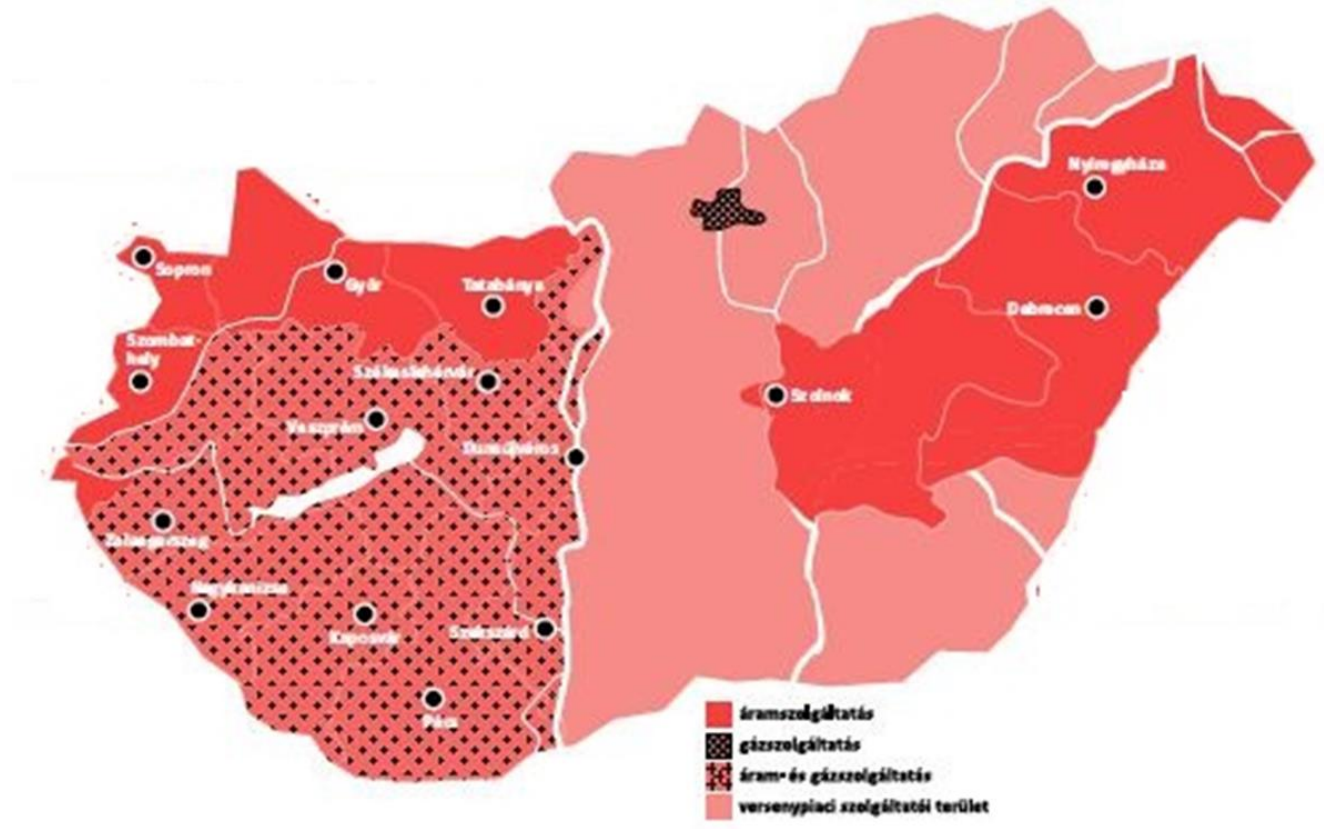 Nyíregyháza
Sopron
Győr
Tatabánya
Debrecen
Szombat-
hely
Székesfehérvár
Szolnok
Veszprém
Dunaújváros
Zalaegerszeg
Nagykanizsa
Kaposvár
Szekszárd
Pécs
áramszolgáltatás
gázszolgáltatás
áram- és gázszolgáltatás
versenypiaci szolgáltatói terület